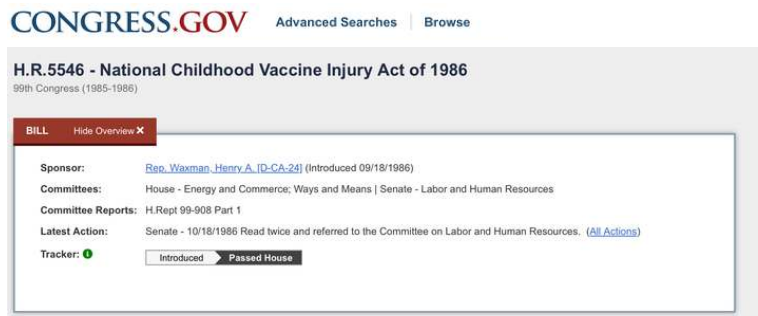 CONGRESS.GOV Advanced Searches Browse
H.R.5546 - National Childhood Vaccine Injury Act of 1986
99th Congress (1985-1986)
BILL Hide Overview ✕
Sponsor: Rep. Waxman, Henry A. [D-CA-24] (Introduced 09/18/1986)
Committees: House - Energy and Commerce; Ways and Means | Senate - Labor and Human Resources
Committee Reports: H.Rept 99-908 Part 1
Latest Action: Senate - 10/18/1986 Read twice and referred to the Committee on Labor and Human Resources. (All Actions)
Tracker: Introduced Passed House